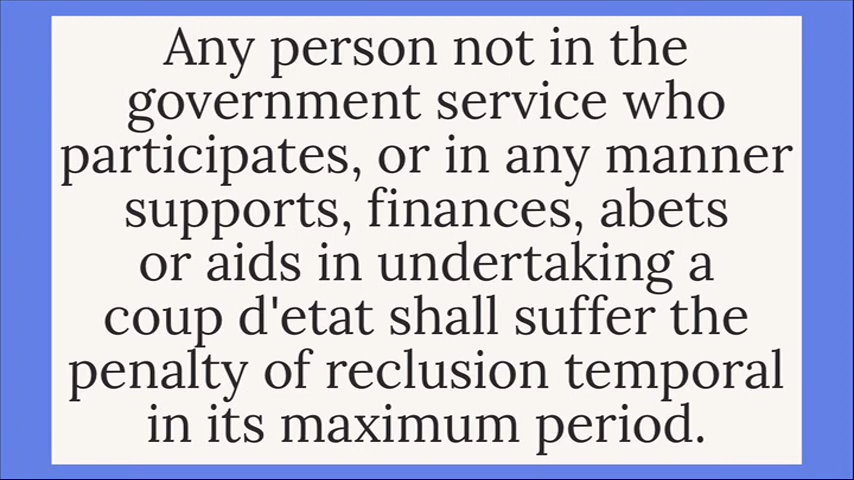 Any person not in the
government service who
participates, or in any manner
supports, finances, abets
or aids in undertaking a
coup d'etat shall suffer the
penalty of reclusion temporal
in its maximum period.